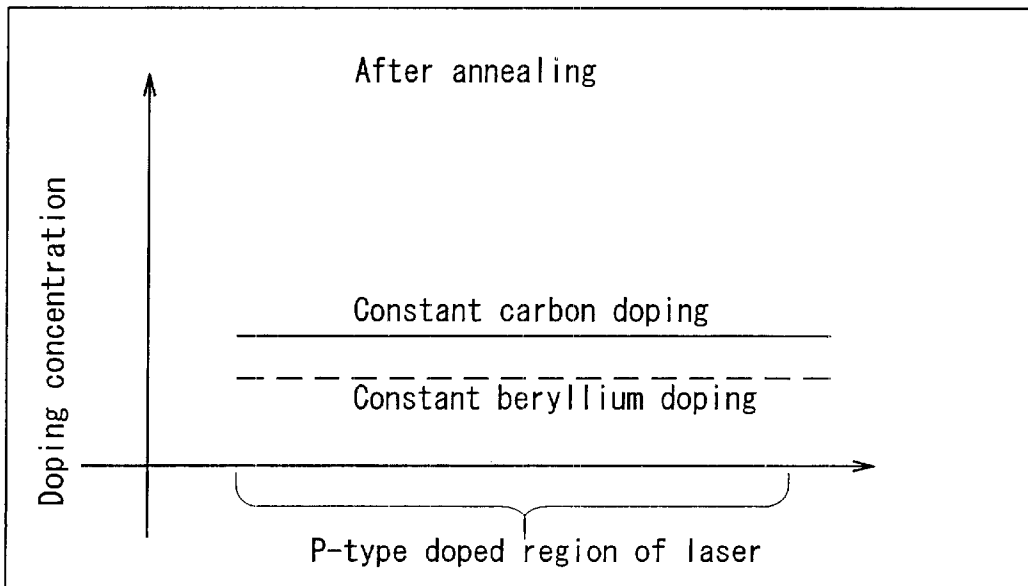 After annealing
Doping concentration
Constant carbon doping
Constant beryllium doping
P-type doped region of laser